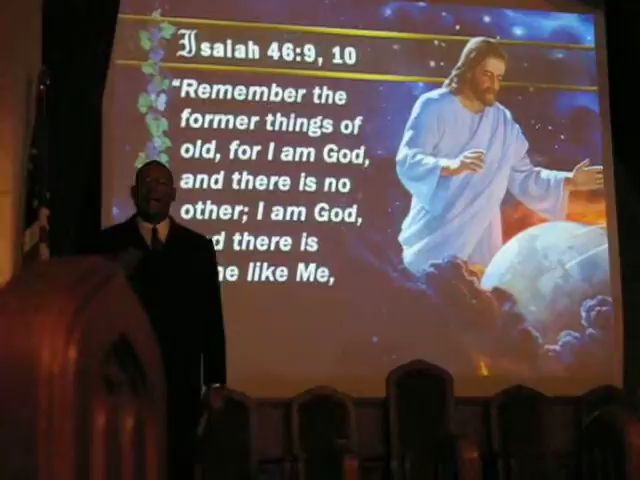 Isaiah 46:9, 10
"Remember the
former things of
old, for I am God,
and there is no
other; I am God,
d there is
ne like Me,